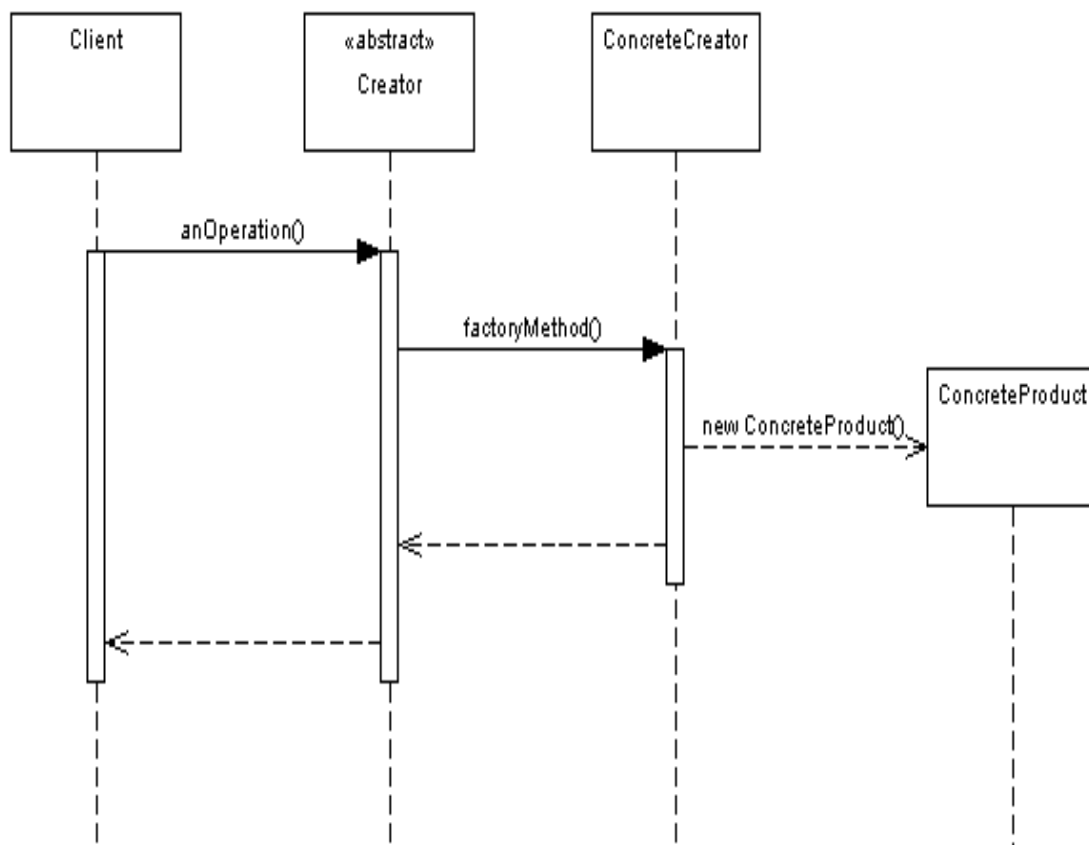 Client
«abstract»
Creator
ConcreteCreator
anOperation()
factoryMethod()
ConcreteProduct
new ConcreteProduct()